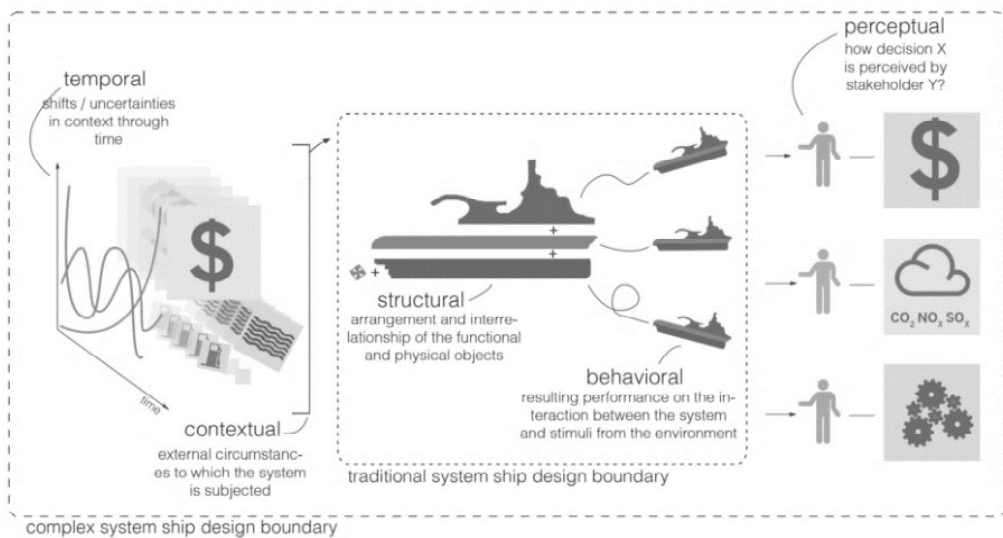 temporal
shifts / uncertainties
in context through
time
$
time
contextual
external circumstanc-
es to which the system
is subjected
structural
arrangement and interre-
lationship of the functional
and physical objects
+
+
+
behavioral
resulting performance on the in-
teraction between the system
and stimuli from the environment
traditional system ship design boundary
perceptual
how decision X
is perceived by
stakeholder Y?
$
CO₂ NOₓ SOₓ
complex system ship design boundary